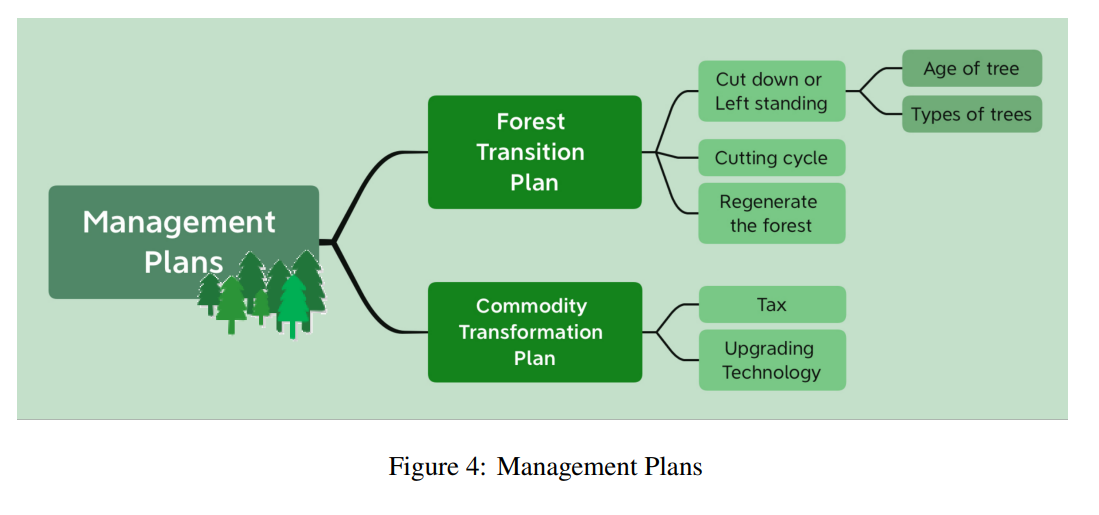 Management
Plans
Forest
Transition
Plan
Cut down or
Left standing
Age of tree
Types of trees
Cutting cycle
Regenerate
the forest
Commodity
Transformation
Plan
Tax
Upgrading
Technology
Figure 4: Management Plans